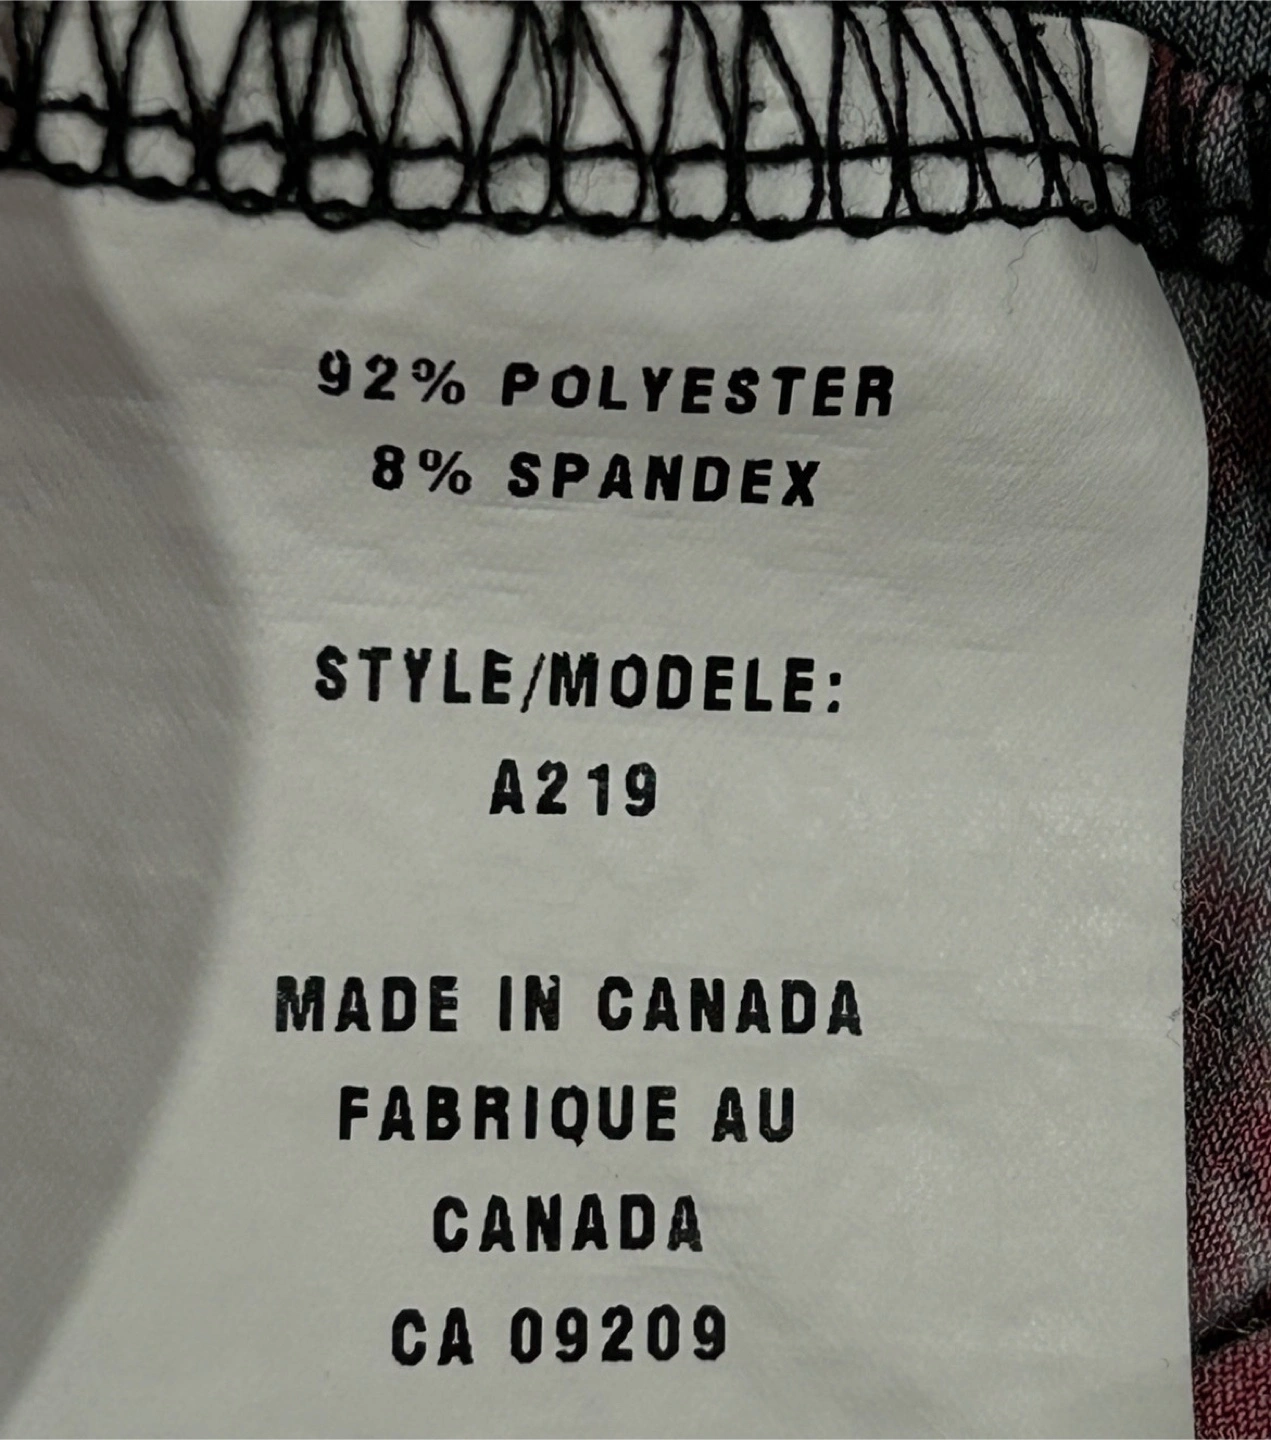 92% POLYESTER
8% SPANDEX
STYLE/MODELE:
A219
MADE IN CANADA
FABRIQUE AU
CANADA
CA 09209